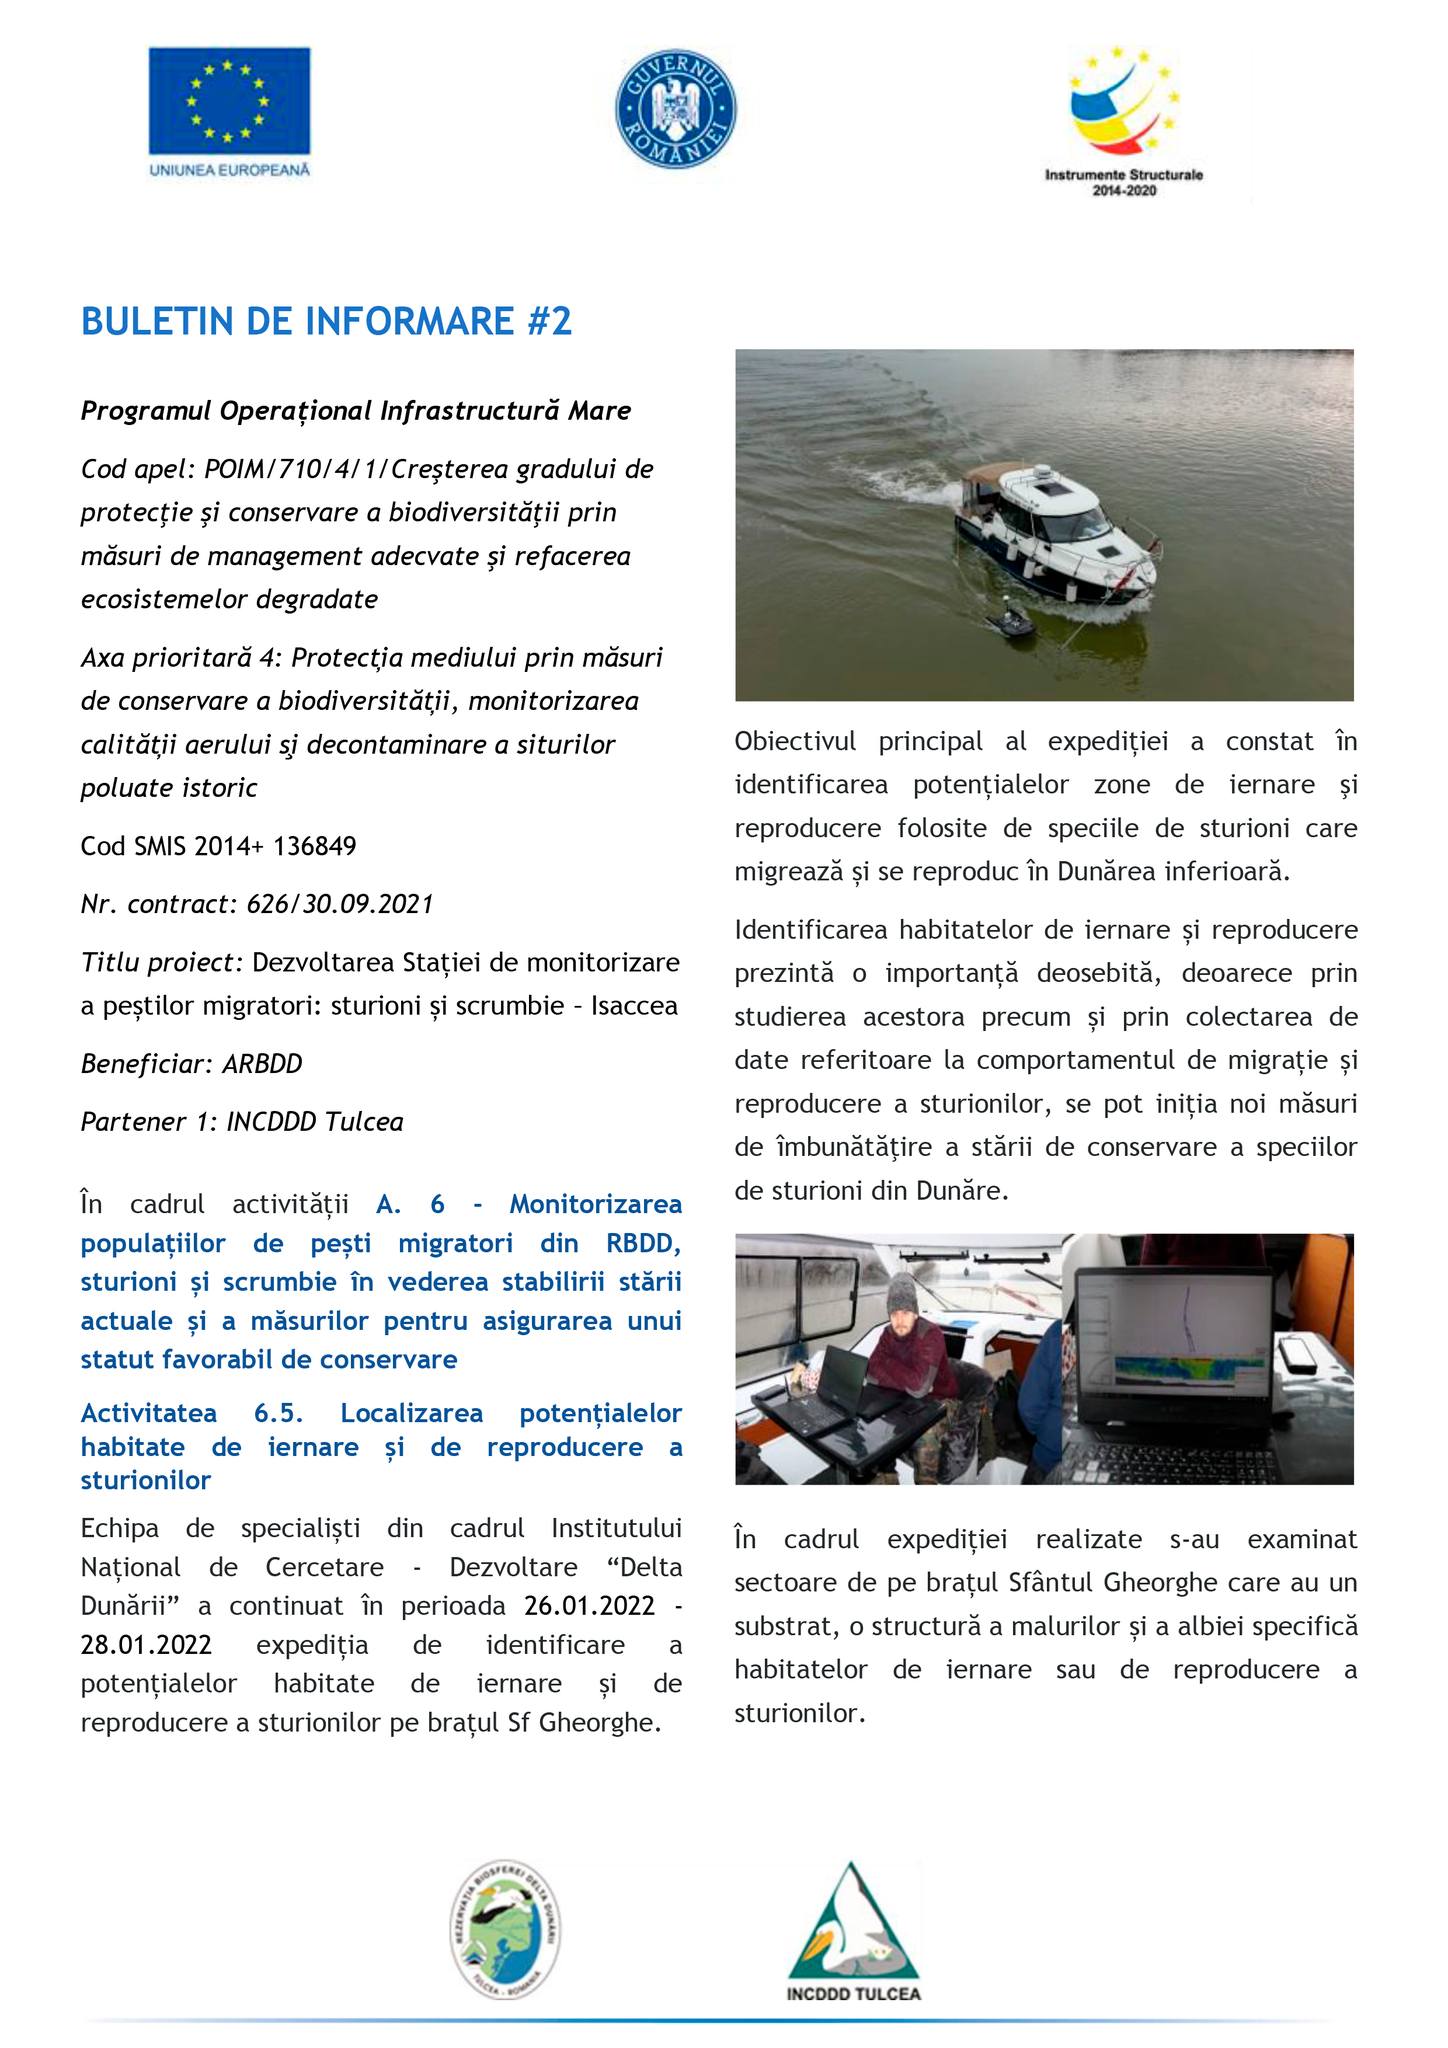 UNIUNEA EUROPEANĂ
GUVERNUL ROMÂNIEI
Instrumente Structurale
2014-2020
BULETIN DE INFORMARE #2
Programul Operațional Infrastructură Mare
Cod apel: POIM/710/4/1/Creșterea gradului de
protecție și conservare a biodiversității prin
măsuri de management adecvate și refacerea
ecosistemelor degradate
Axa prioritară 4: Protecția mediului prin măsuri
de conservare a biodiversității, monitorizarea
calității aerului şi decontaminare a siturilor
poluate istoric
Cod SMIS 2014+ 136849
Nr. contract: 626/30.09.2021
Titlu proiect: Dezvoltarea Stației de monitorizare
a peștilor migratori: sturioni și scrumbie – Isaccea
Beneficiar: ARBDD
Partener 1: INCDDD Tulcea
În cadrul activității A. 6 - Monitorizarea
populațiilor de pești migratori din RBDD,
sturioni și scrumbie în vederea stabilirii stării
actuale și a măsurilor pentru asigurarea unui
statut favorabil de conservare
Activitatea 6.5. Localizarea potențialelor
habitate de iernare și de reproducere a
sturionilor
Echipa de specialiști din cadrul Institutului
Național de Cercetare - Dezvoltare “Delta
Dunării” a continuat în perioada 26.01.2022 -
28.01.2022 expediția de identificare a
potențialelor habitate de iernare și de
reproducere a sturionilor pe brațul Sf Gheorghe.
Obiectivul principal al expediției a constat în
identificarea potențialelor zone de iernare şi
reproducere folosite de speciile de sturioni care
migrează și se reproduc în Dunărea inferioară.
Identificarea habitatelor de iernare și reproducere
prezintă o importanță deosebită, deoarece prin
studierea acestora precum și prin colectarea de
date referitoare la comportamentul de migrație și
reproducere a sturionilor, se pot iniția noi măsuri
de îmbunătăţire a stării de conservare a speciilor
de sturioni din Dunăre.
În cadrul expediției realizate s-au examinat
sectoare de pe brațul Sfântul Gheorghe care au un
substrat, o structură a malurilor și a albiei specifică
habitatelor de iernare sau de reproducere a
sturionilor.
REZERVAȚIA BIOSFEREI DELTA DUNĂRII
TULCEA - ROMANIA
INCDDD TULCEA